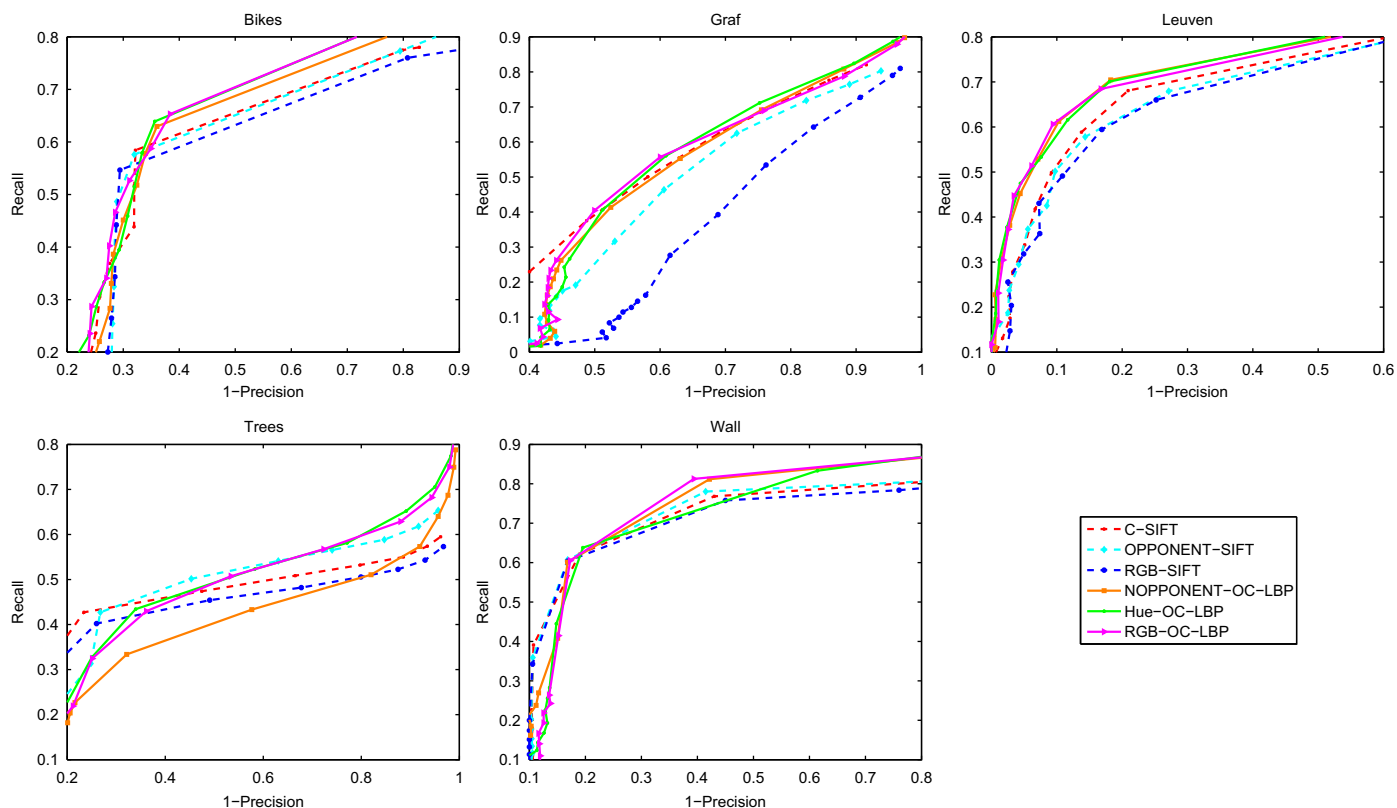 Bikes
0.8
0.7
0.6
0.5
0.4
0.3
0.2
Recall
0.2 0.3 0.4 0.5 0.6 0.7 0.8 0.9
1−Precision
Graf
0.9
0.8
0.7
0.6
0.5
0.4
0.3
0.2
0.1
0
Recall
0.4 0.5 0.6 0.7 0.8 0.9 1
1−Precision
Leuven
0.8
0.7
0.6
0.5
0.4
0.3
0.2
0.1
Recall
0 0.1 0.2 0.3 0.4 0.5 0.6
1−Precision
Trees
0.8
0.7
0.6
0.5
0.4
0.3
0.2
0.1
Recall
0.2 0.4 0.6 0.8 1
1−Precision
Wall
0.9
0.8
0.7
0.6
0.5
0.4
0.3
0.2
0.1
Recall
0.1 0.2 0.3 0.4 0.5 0.6 0.7 0.8
1−Precision
C−SIFT
OPPONENT−SIFT
RGB−SIFT
NOPPONENT−OC−LBP
Hue−OC−LBP
RGB−OC−LBP